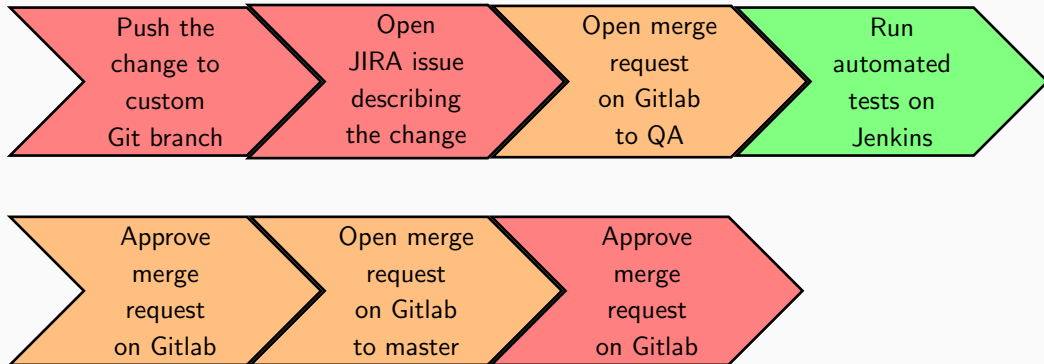 Push the
change to
custom
Git branch
Open
JIRA issue
describing
the change
Open merge
request
on Gitlab
to QA
Run
automated
tests on
Jenkins
Approve
merge
request
on Gitlab
Open merge
request
on Gitlab
to master
Approve
merge
request
on Gitlab